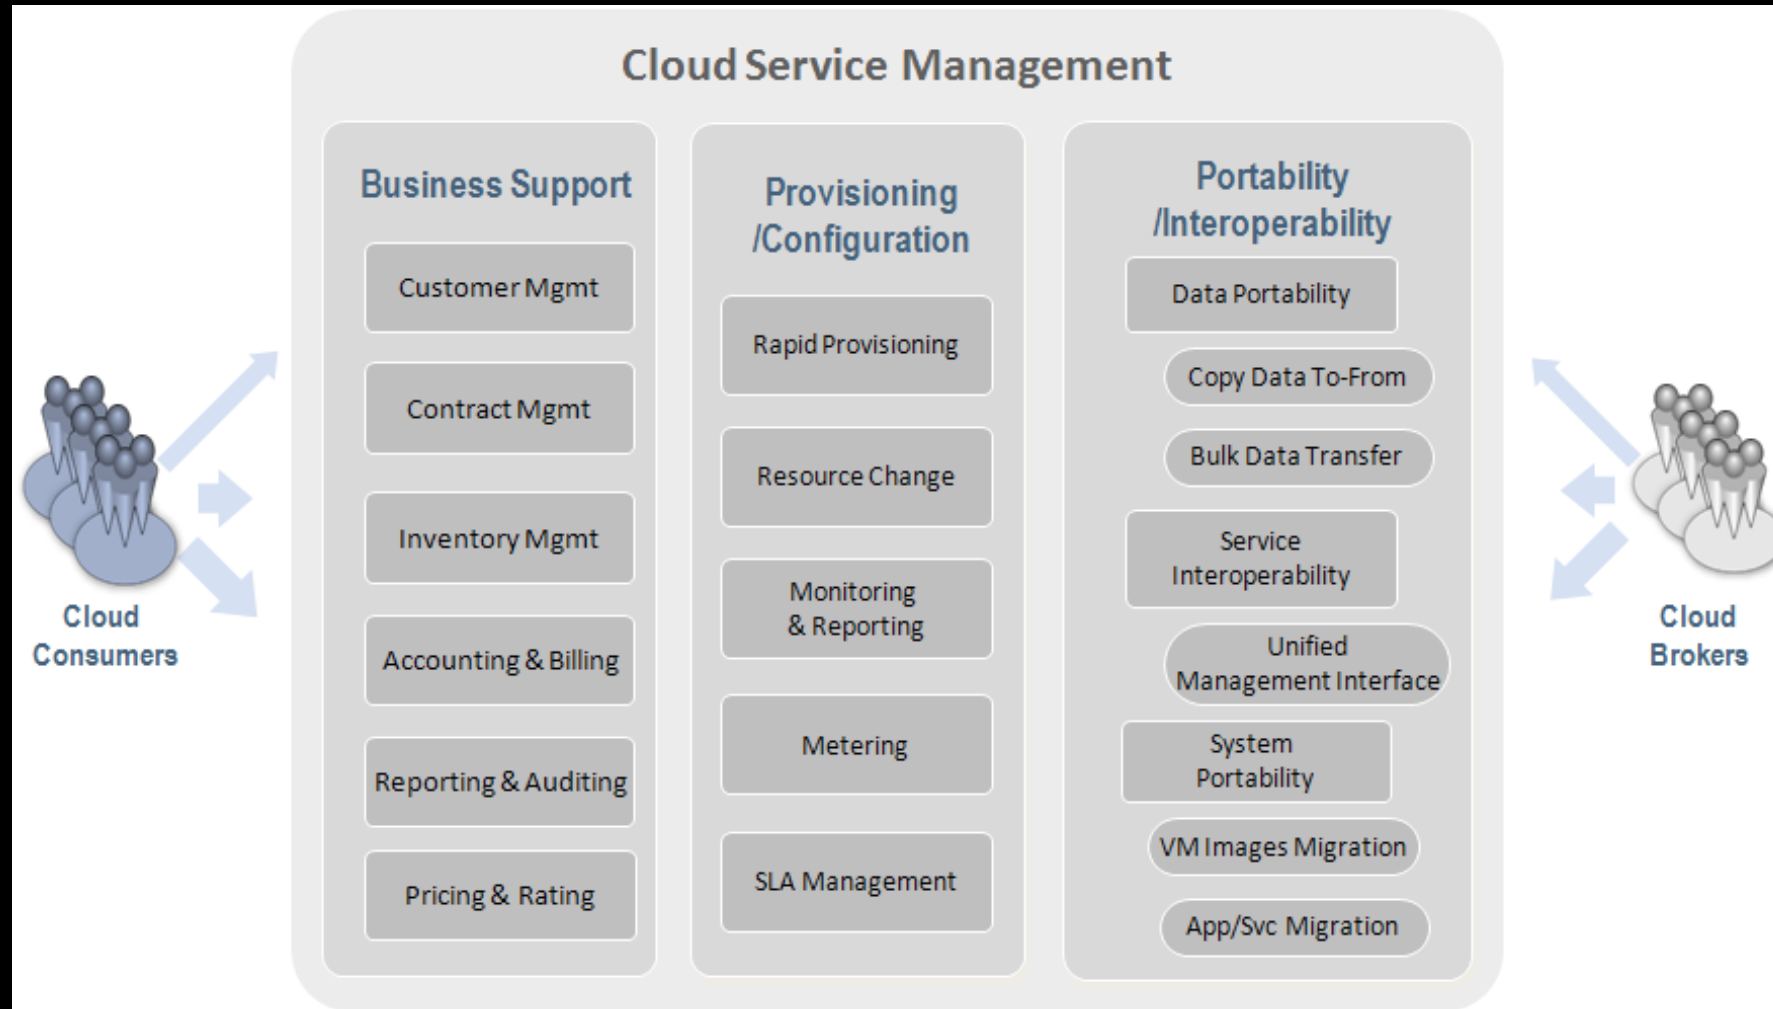 Cloud Service Management
Business Support
Customer Mgmt
Contract Mgmt
Inventory Mgmt
Accounting & Billing
Reporting & Auditing
Pricing & Rating
Provisioning
/Configuration
Rapid Provisioning
Resource Change
Monitoring
& Reporting
Metering
SLA Management
Portability
/Interoperability
Data Portability
Copy Data To-From
Bulk Data Transfer
Service
Interoperability
Unified
Management Interface
System
Portability
VM Images Migration
App/Svc Migration
Cloud
Consumers
Cloud
Brokers